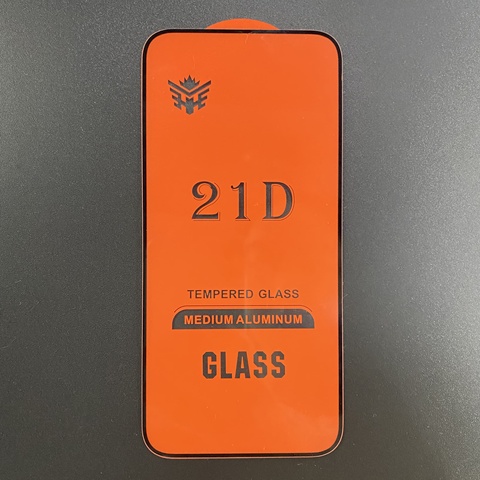 21D
TEMPERED GLASS
MEDIUM ALUMINUM
GLASS